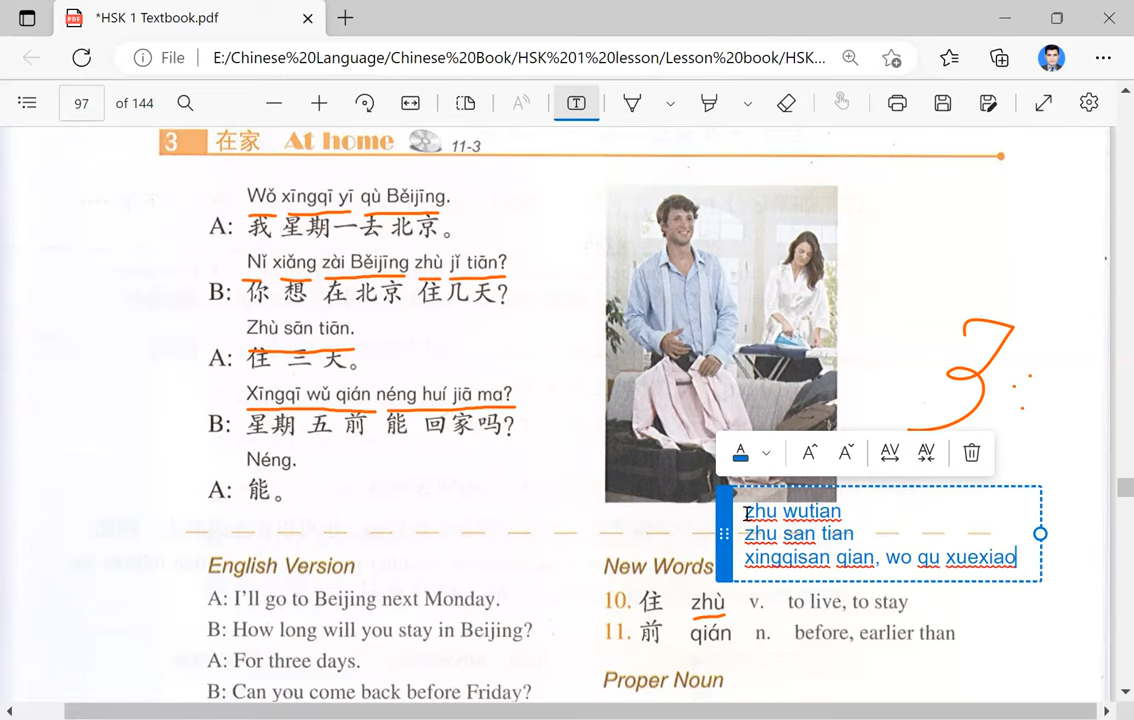 *HSK 1 Textbook.pdf
File E:/Chinese%20Language/Chinese%20Book/HSK%201%20lesson/Lesson%20book/HSK...
97 of 144
3 在家 At home 11-3
Wǒ xīngqī yī qù Běijīng.
A: 我 星期一去 北京。
Nǐ xiǎng zài Běijīng zhù jǐ tiān?
B: 你 想 在 北京 住几天?
Zhù sān tiān.
A: 住 三 天。
Xīngqī wǔ qián néng huí jiā ma?
B: 星期 五 前 能 回家吗?
Néng.
A: 能。
3
zhu wutian
zhu san tian
xingqisan qian, wo qu xuexiao
English Version
A: I'll go to Beijing next Monday.
B: How long will you stay in Beijing?
A: For three days.
B: Can you come back before Friday?
New Words
10. 住 zhù v. to live, to stay
11. 前 qián n. before, earlier than
Proper Noun